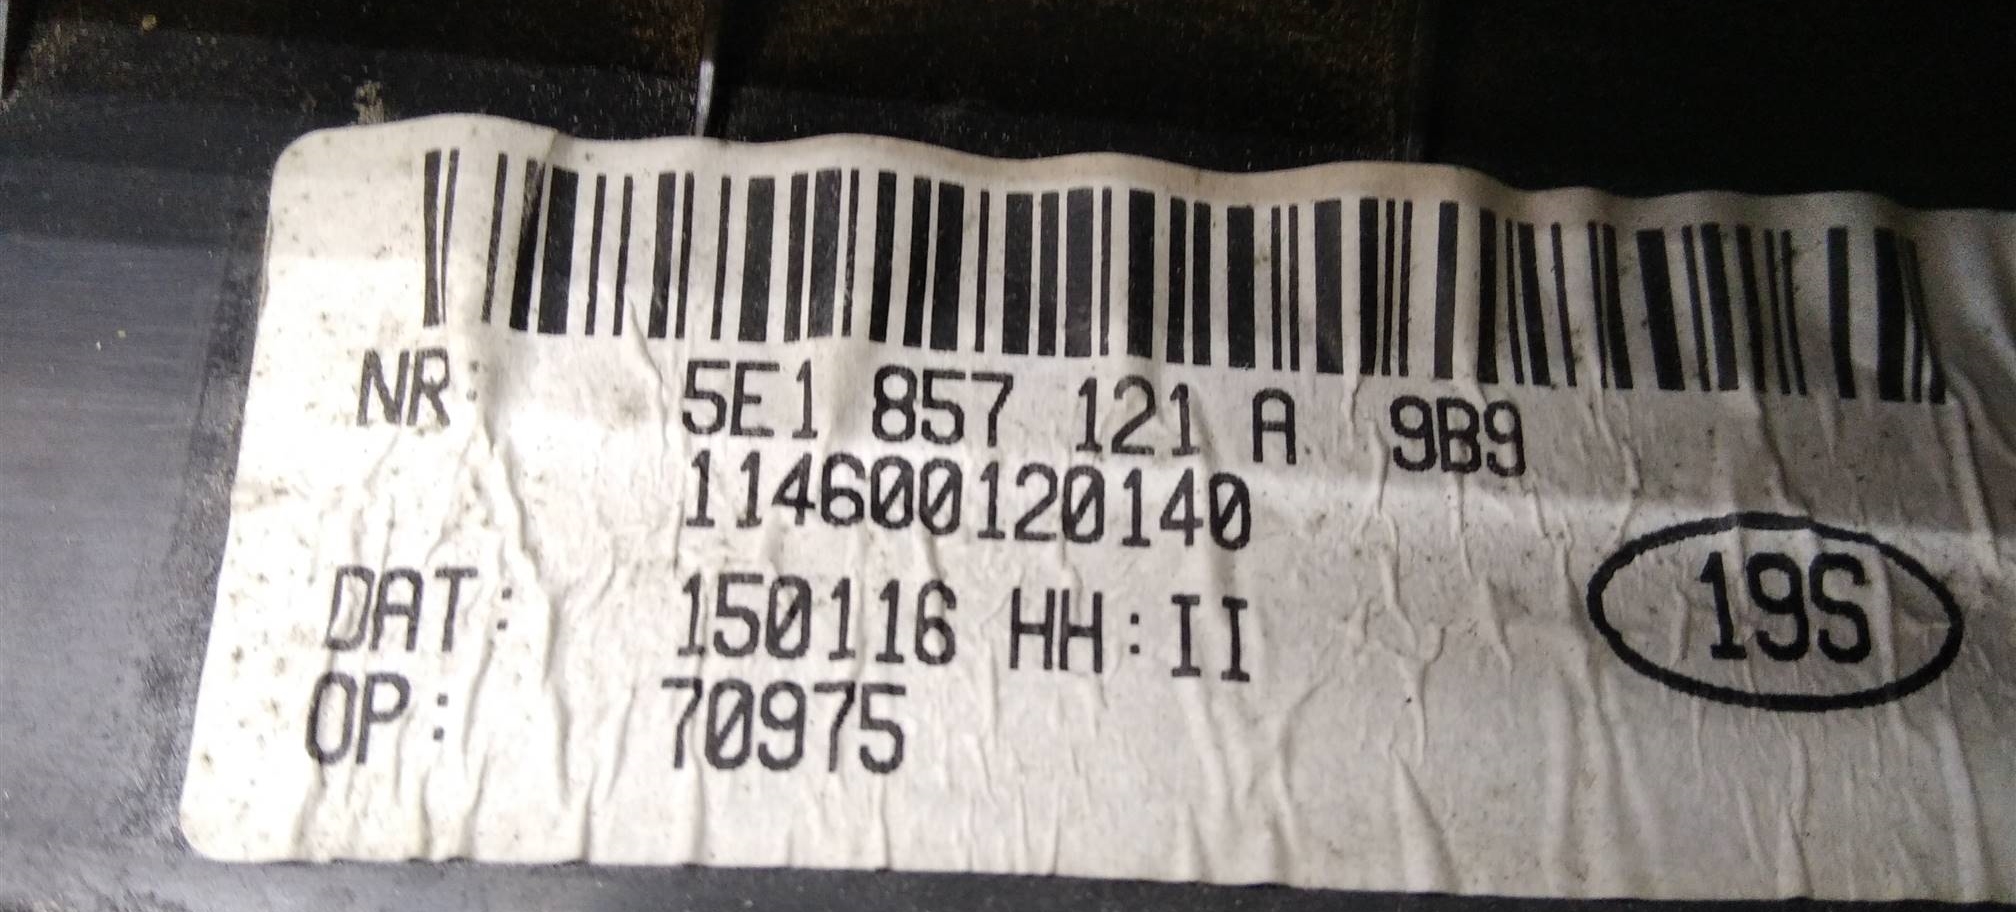 NR: 5E1 857 121 A 9B9
114600120140
DAT: 150116 HH:II
OP: 70975
19S